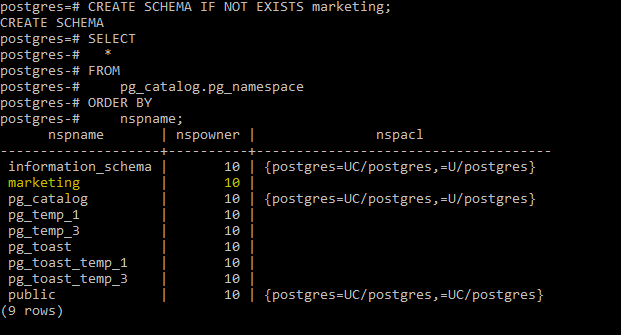 postgres=# CREATE SCHEMA IF NOT EXISTS marketing;
CREATE SCHEMA
postgres=# SELECT
postgres-#   *
postgres-# FROM
postgres-#     pg_catalog.pg_namespace
postgres-# ORDER BY
postgres-#     nspname;
      nspname       | nspowner |               nspacl
--------------------+----------+-------------------------------------
 information_schema |       10 | {postgres=UC/postgres,=U/postgres}
 marketing          |       10 |
 pg_catalog         |       10 | {postgres=UC/postgres,=U/postgres}
 pg_temp_1          |       10 |
 pg_temp_3          |       10 |
 pg_toast           |       10 |
 pg_toast_temp_1    |       10 |
 pg_toast_temp_3    |       10 |
 public             |       10 | {postgres=UC/postgres,=UC/postgres}
(9 rows)